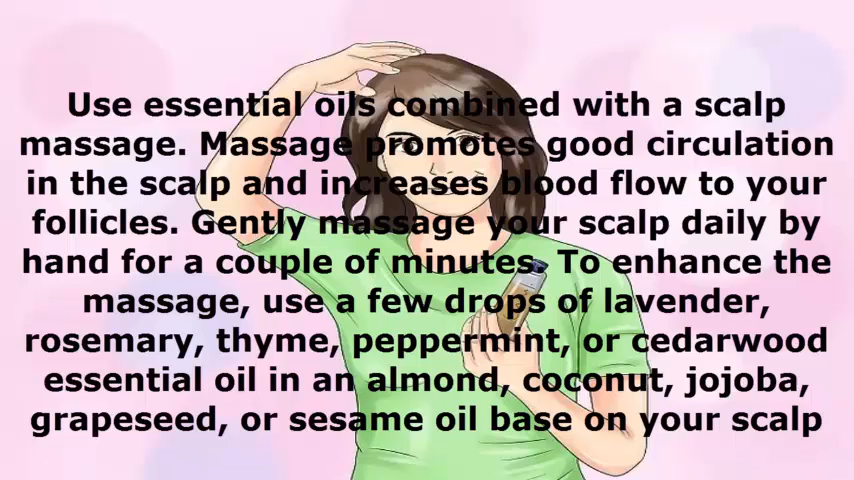 Use essential oils combined with a scalp
massage. Massage promotes good circulation
in the scalp and increases blood flow to your
follicles. Gently massage your scalp daily by
hand for a couple of minutes. To enhance the
massage, use a few drops of lavender,
rosemary, thyme, peppermint, or cedarwood
essential oil in an almond, coconut, jojoba,
grapeseed, or sesame oil base on your scalp